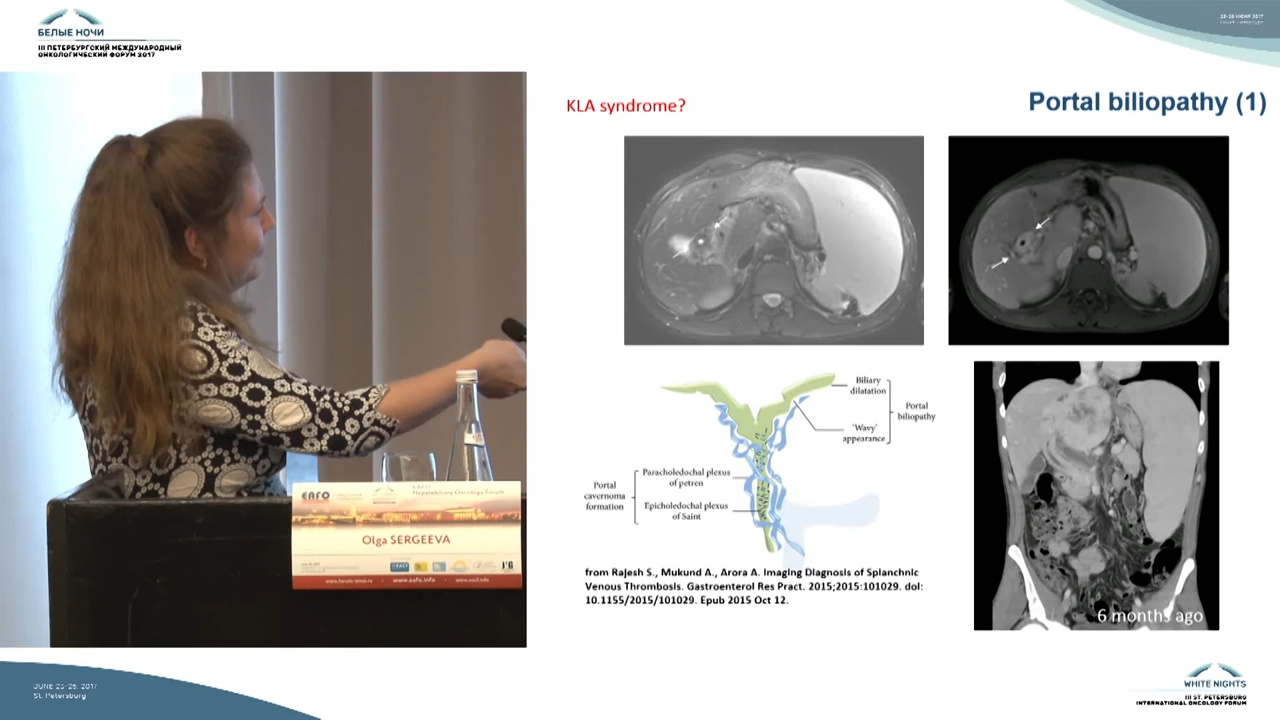 БЕЛЫЕ НОЧИ
III ПЕТЕРБУРГСКИЙ МЕЖДУНАРОДНЫЙ
ОНКОЛОГИЧЕСКИЙ ФОРУМ 2017
KLA syndrome?
Portal biliopathy (1)
Biliary
dilatation
Portal
biliopathy
'Wavy'
appearance
Paracholedochal plexus
of petren
Portal
cavernoma
formation
Epicholedochal plexus
of Saint
from Rajesh S., Mukund A., Arora A. Imaging Diagnosis of Splanchnic
Venous Thrombosis. Gastroenterol Res Pract. 2015;2015:101029. doi:
10.1155/2015/101029. Epub 2015 Oct 12.
6 months ago
EAFO
Hepatobiliary Oncology Forum
Olga SERGEEVA
www.eafo.info
JUNE 23-25, 2017
St. Petersburg
WHITE NIGHTS
III ST. PETERSBURG
INTERNATIONAL ONCOLOGY FORUM